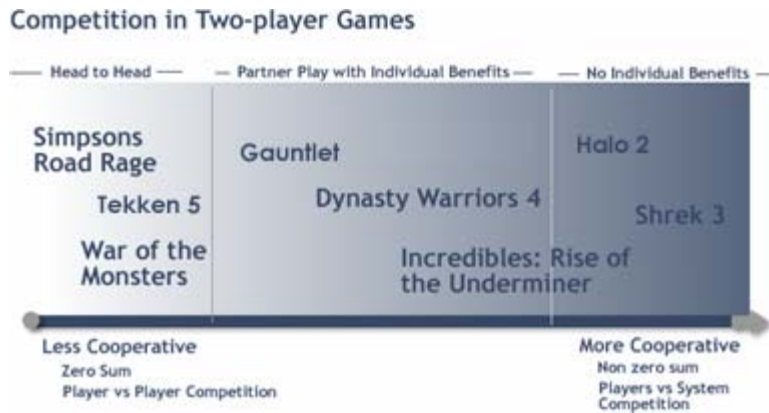 Competition in Two-player Games
Head to Head
Partner Play with Individual Benefits
No Individual Benefits
Simpsons
Road Rage
Gauntlet
Halo 2
Tekken 5
Dynasty Warriors 4
Shrek 3
War of the
Monsters
Incredibles: Rise of
the Underminer
Less Cooperative
Zero Sum
Player vs Player Competition
More Cooperative
Non zero sum
Players vs System
Competition